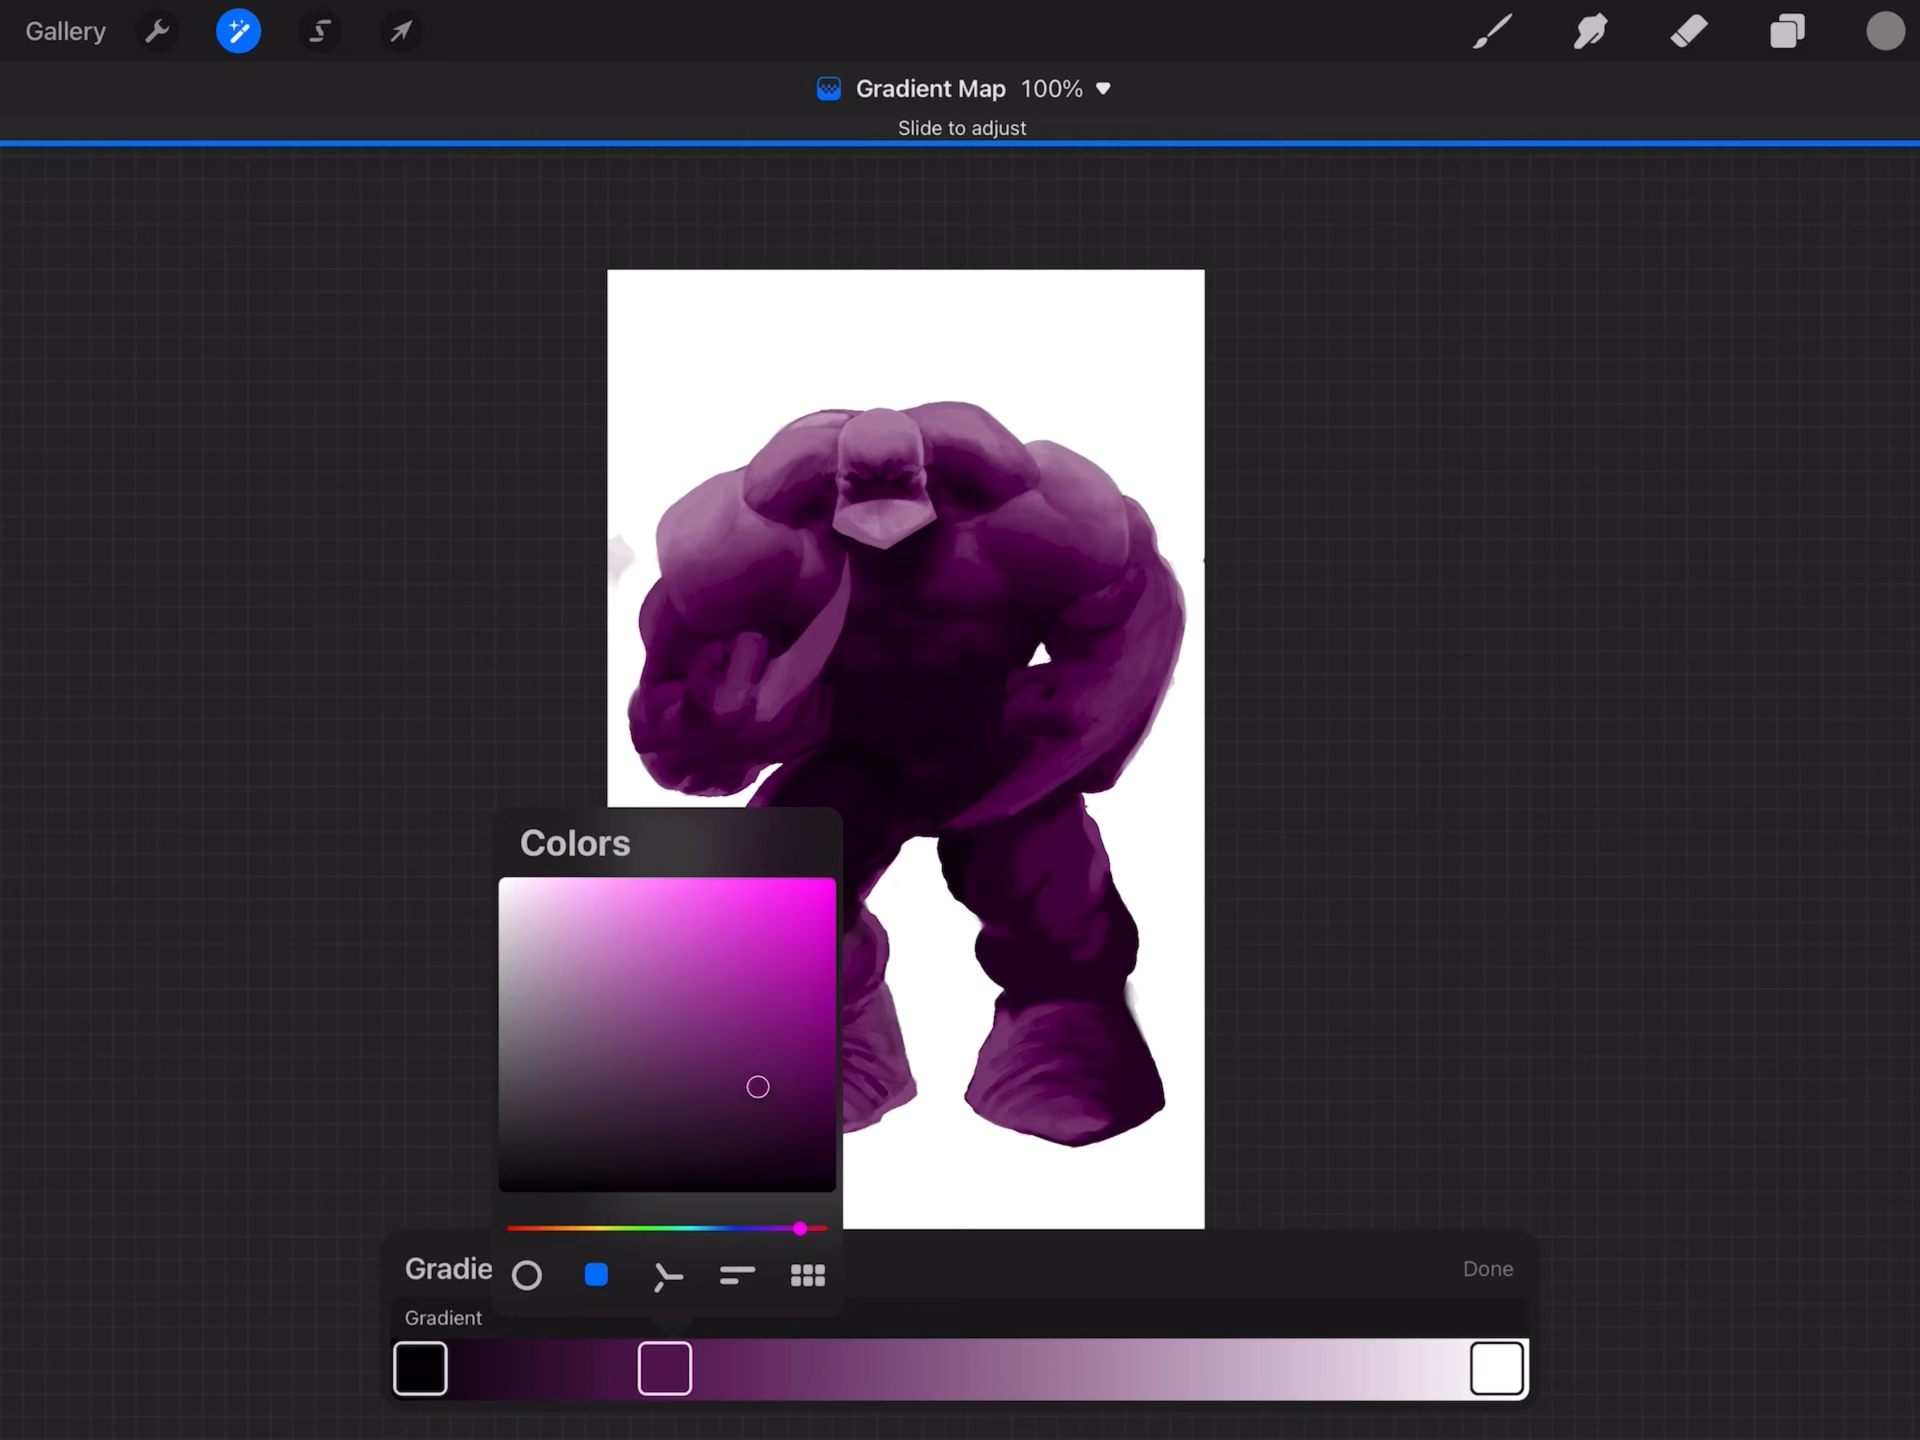 Gallery
Gradient Map 100%
Slide to adjust
Colors
Gradie
Done
Gradient